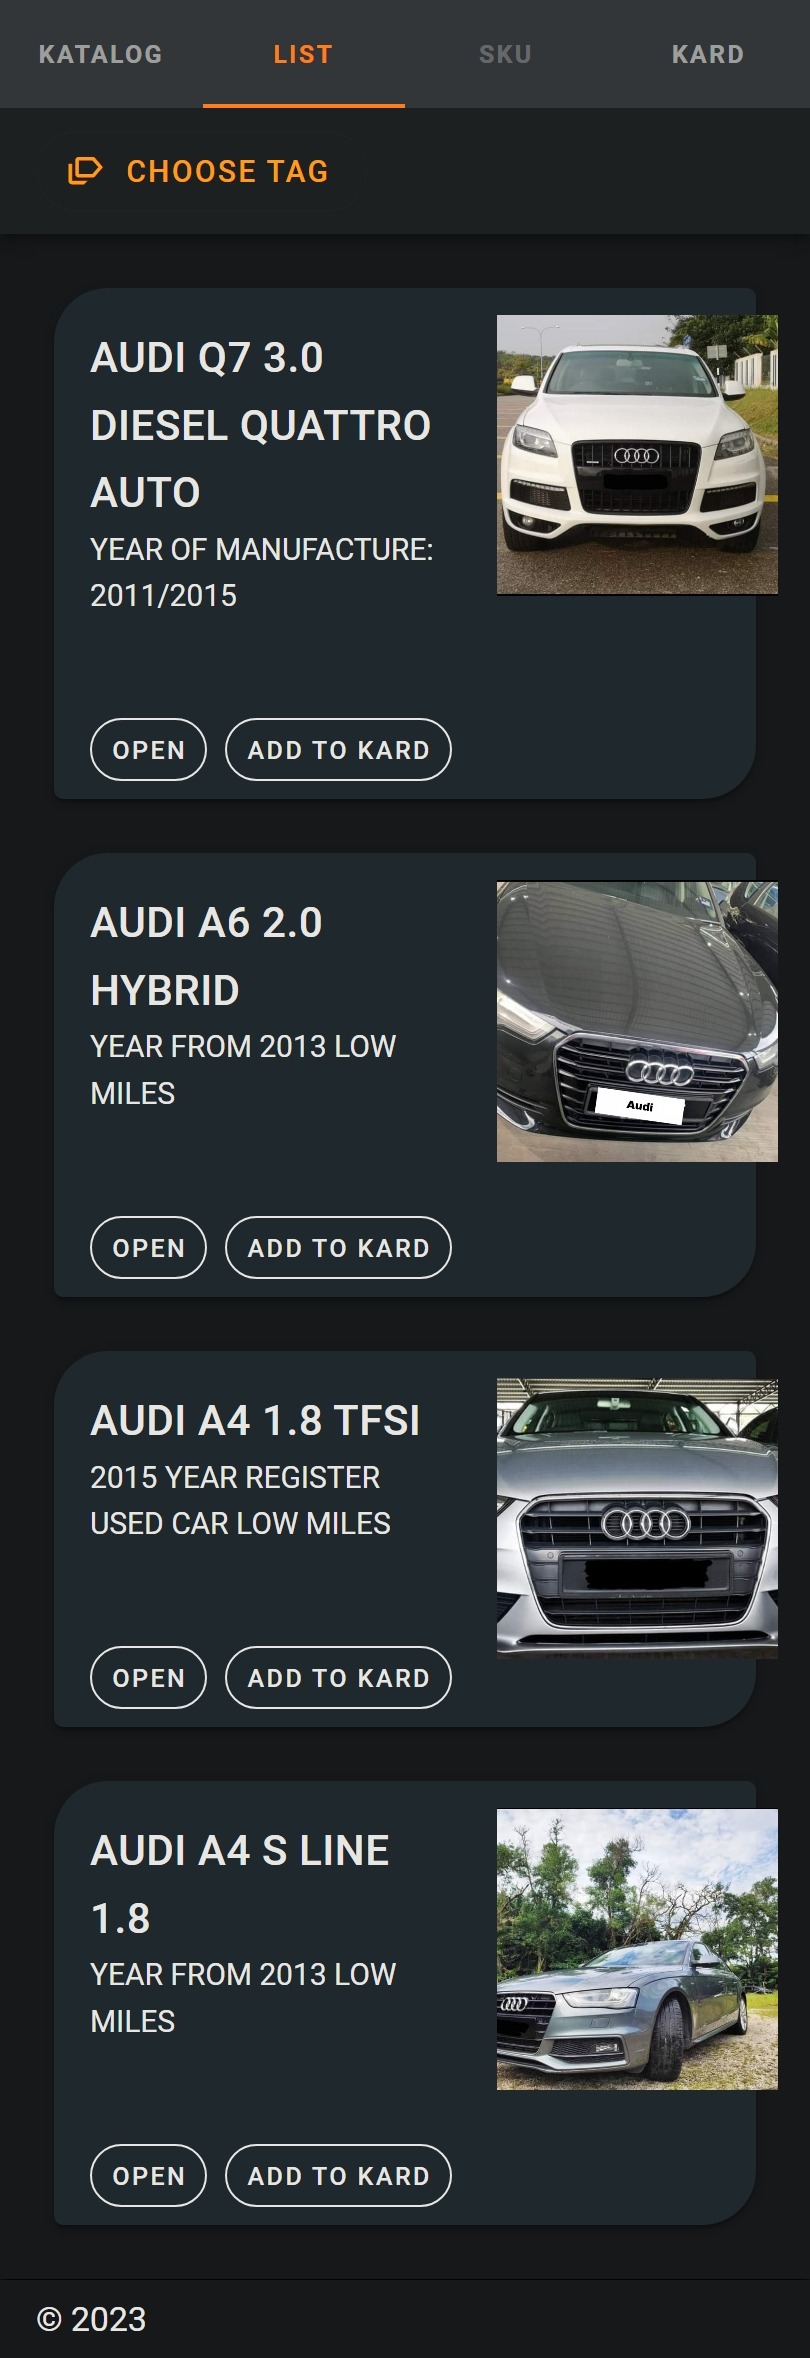 KATALOG LIST SKU KARD
CHOOSE TAG
AUDI Q7 3.0
DIESEL QUATTRO
AUTO
YEAR OF MANUFACTURE:
2011/2015
OPEN ADD TO KARD
AUDI A6 2.0
HYBRID
YEAR FROM 2013 LOW
MILES
Audi
OPEN ADD TO KARD
AUDI A4 1.8 TFSI
2015 YEAR REGISTER
USED CAR LOW MILES
OPEN ADD TO KARD
AUDI A4 S LINE
1.8
YEAR FROM 2013 LOW
MILES
OPEN ADD TO KARD
© 2023